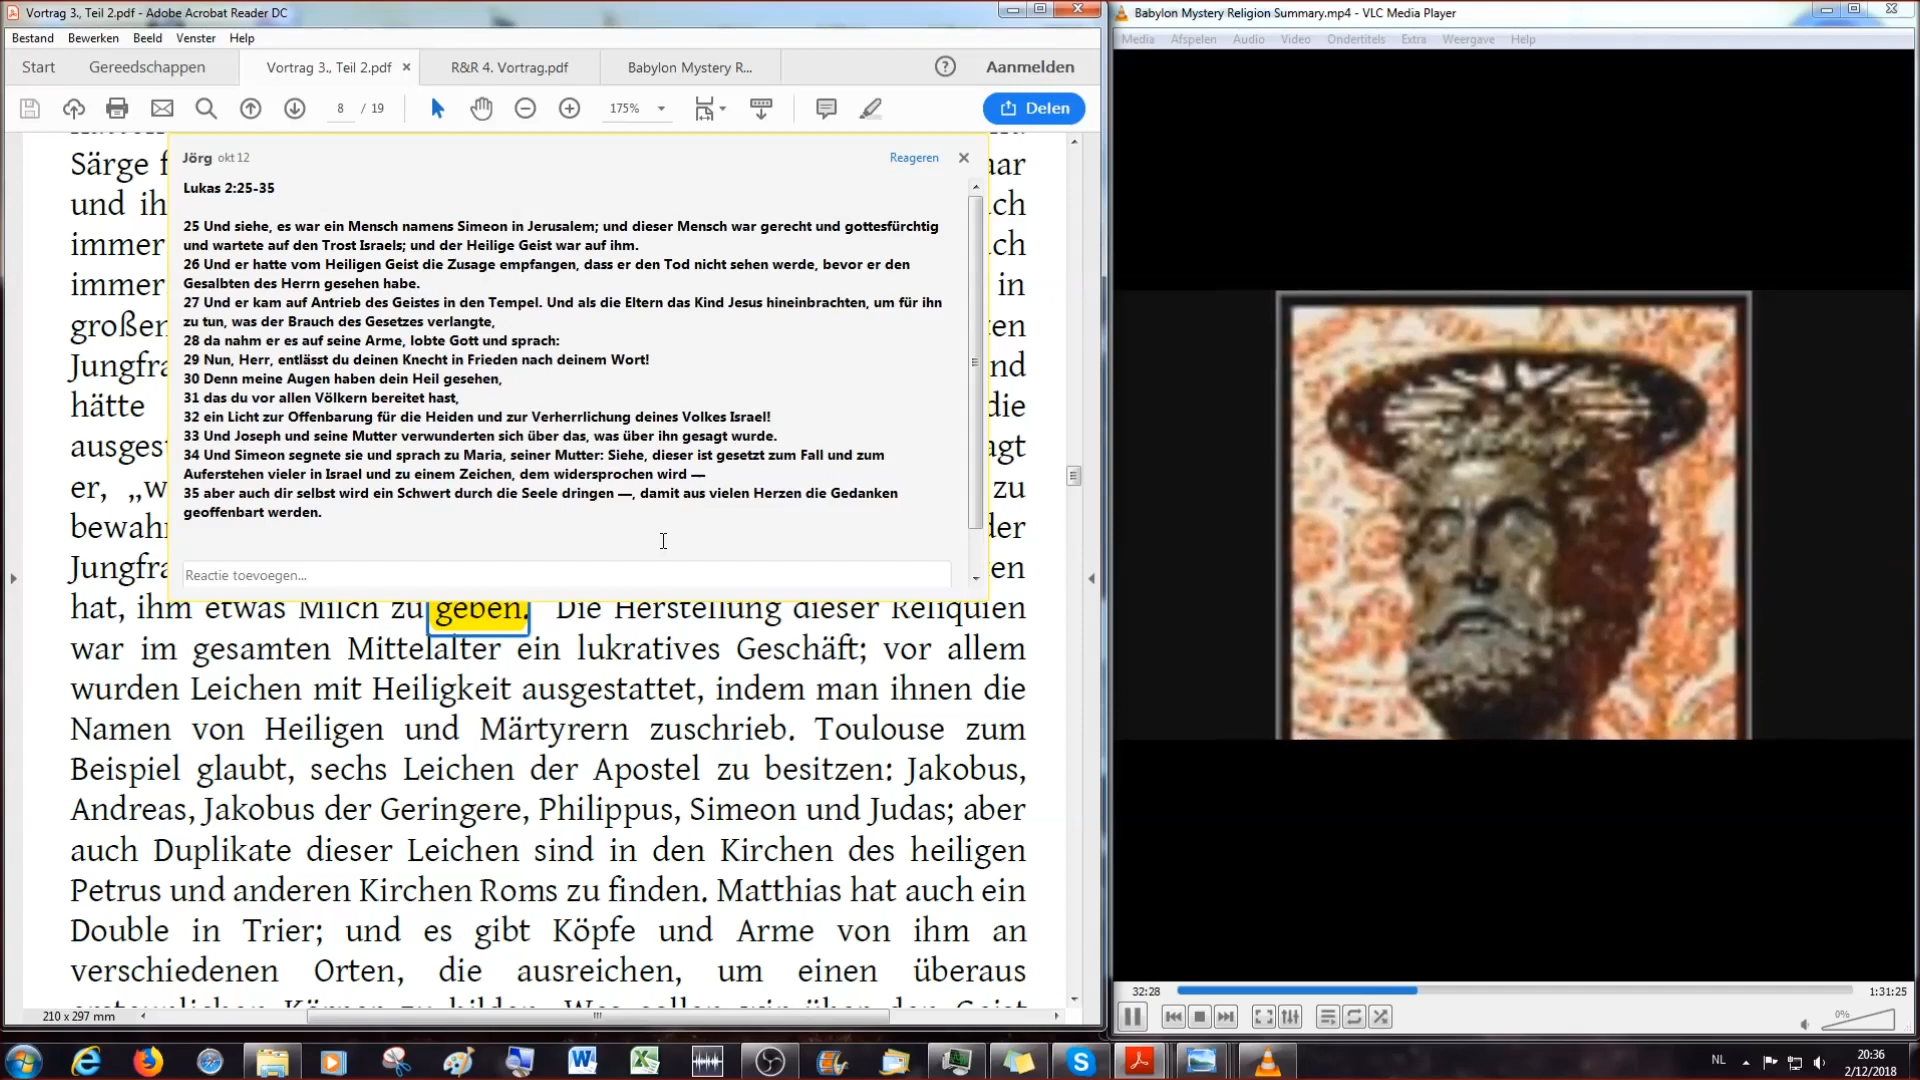 Vortrag 3., Teil 2.pdf - Adobe Acrobat Reader DC
Bestand Bewerken Beeld Venster Help
Start Gereedschappen Vortrag 3., Teil 2.pdf × R&R 4. Vortrag.pdf Babylon Mystery R... Aanmelden
8 / 19 175% Delen
Särge
und ih
immer
immer in
großen
Jungfra
hätte die
ausges
er, „w zu
bewah der
Jungfra
Jörg okt 12 Reageren
Lukas 2:25-35
25 Und siehe, es war ein Mensch namens Simeon in Jerusalem; und dieser Mensch war gerecht und gottesfürchtig
und wartete auf den Trost Israels; und der Heilige Geist war auf ihm.
26 Und er hatte vom Heiligen Geist die Zusage empfangen, dass er den Tod nicht sehen werde, bevor er den
Gesalbten des Herrn gesehen habe.
27 Und er kam auf Antrieb des Geistes in den Tempel. Und als die Eltern das Kind Jesus hineinbrachten, um für ihn
zu tun, was der Brauch des Gesetzes verlangte,
28 da nahm er es auf seine Arme, lobte Gott und sprach:
29 Nun, Herr, entlässt du deinen Knecht in Frieden nach deinem Wort!
30 Denn meine Augen haben dein Heil gesehen,
31 das du vor allen Völkern bereitet hast,
32 ein Licht zur Offenbarung für die Heiden und zur Verherrlichung deines Volkes Israel!
33 Und Joseph und seine Mutter verwunderten sich über das, was über ihn gesagt wurde.
34 Und Simeon segnete sie und sprach zu Maria, seiner Mutter: Siehe, dieser ist gesetzt zum Fall und zum
Auferstehen vieler in Israel und zu einem Zeichen, dem widersprochen wird —
35 aber auch dir selbst wird ein Schwert durch die Seele dringen —, damit aus vielen Herzen die Gedanken
geoffenbart werden.
Reactie toevoegen...
hat, ihm etwas Milch zu geben. Die Herstellung dieser Reliquien
war im gesamten Mittelalter ein lukratives Geschäft; vor allem
wurden Leichen mit Heiligkeit ausgestattet, indem man ihnen die
Namen von Heiligen und Märtyrern zuschrieb. Toulouse zum
Beispiel glaubt, sechs Leichen der Apostel zu besitzen: Jakobus,
Andreas, Jakobus der Geringere, Philippus, Simeon und Judas; aber
auch Duplikate dieser Leichen sind in den Kirchen des heiligen
Petrus und anderen Kirchen Roms zu finden. Matthias hat auch ein
Double in Trier; und es gibt Köpfe und Arme von ihm an
verschiedenen Orten, die ausreichen, um einen überaus
210 x 297 mm
Babylon Mystery Religion Summary.mp4 - VLC Media Player
Media Afspelen Audio Video Ondertitels Extra Weergave Help
32:28 1:31:25
0%
NL
20:36
2/12/2018